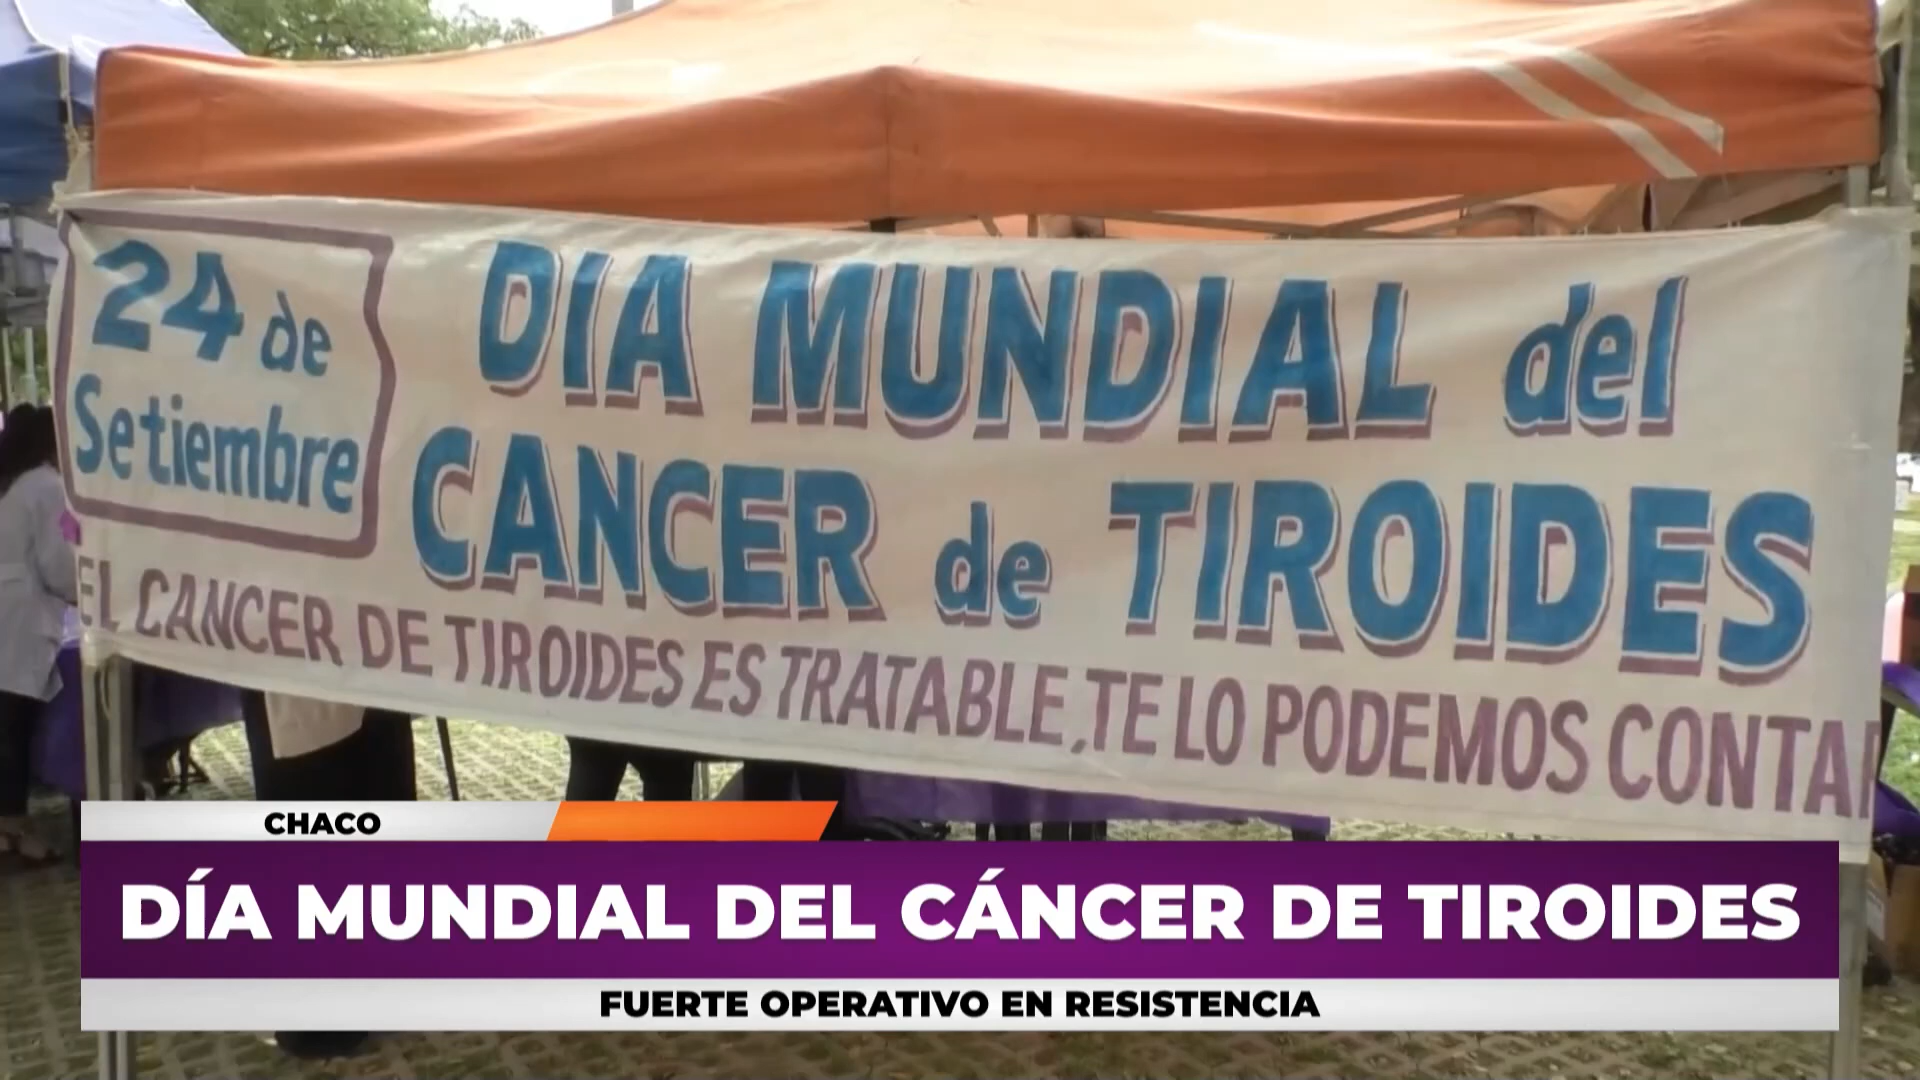 24 de
Setiembre
DIA MUNDIAL del
CANCER de TIROIDES
EL CANCER DE TIROIDES ES TRATABLE, TE LO PODEMOS CONTAR
CHACO
DÍA MUNDIAL DEL CÁNCER DE TIROIDES
FUERTE OPERATIVO EN RESISTENCIA